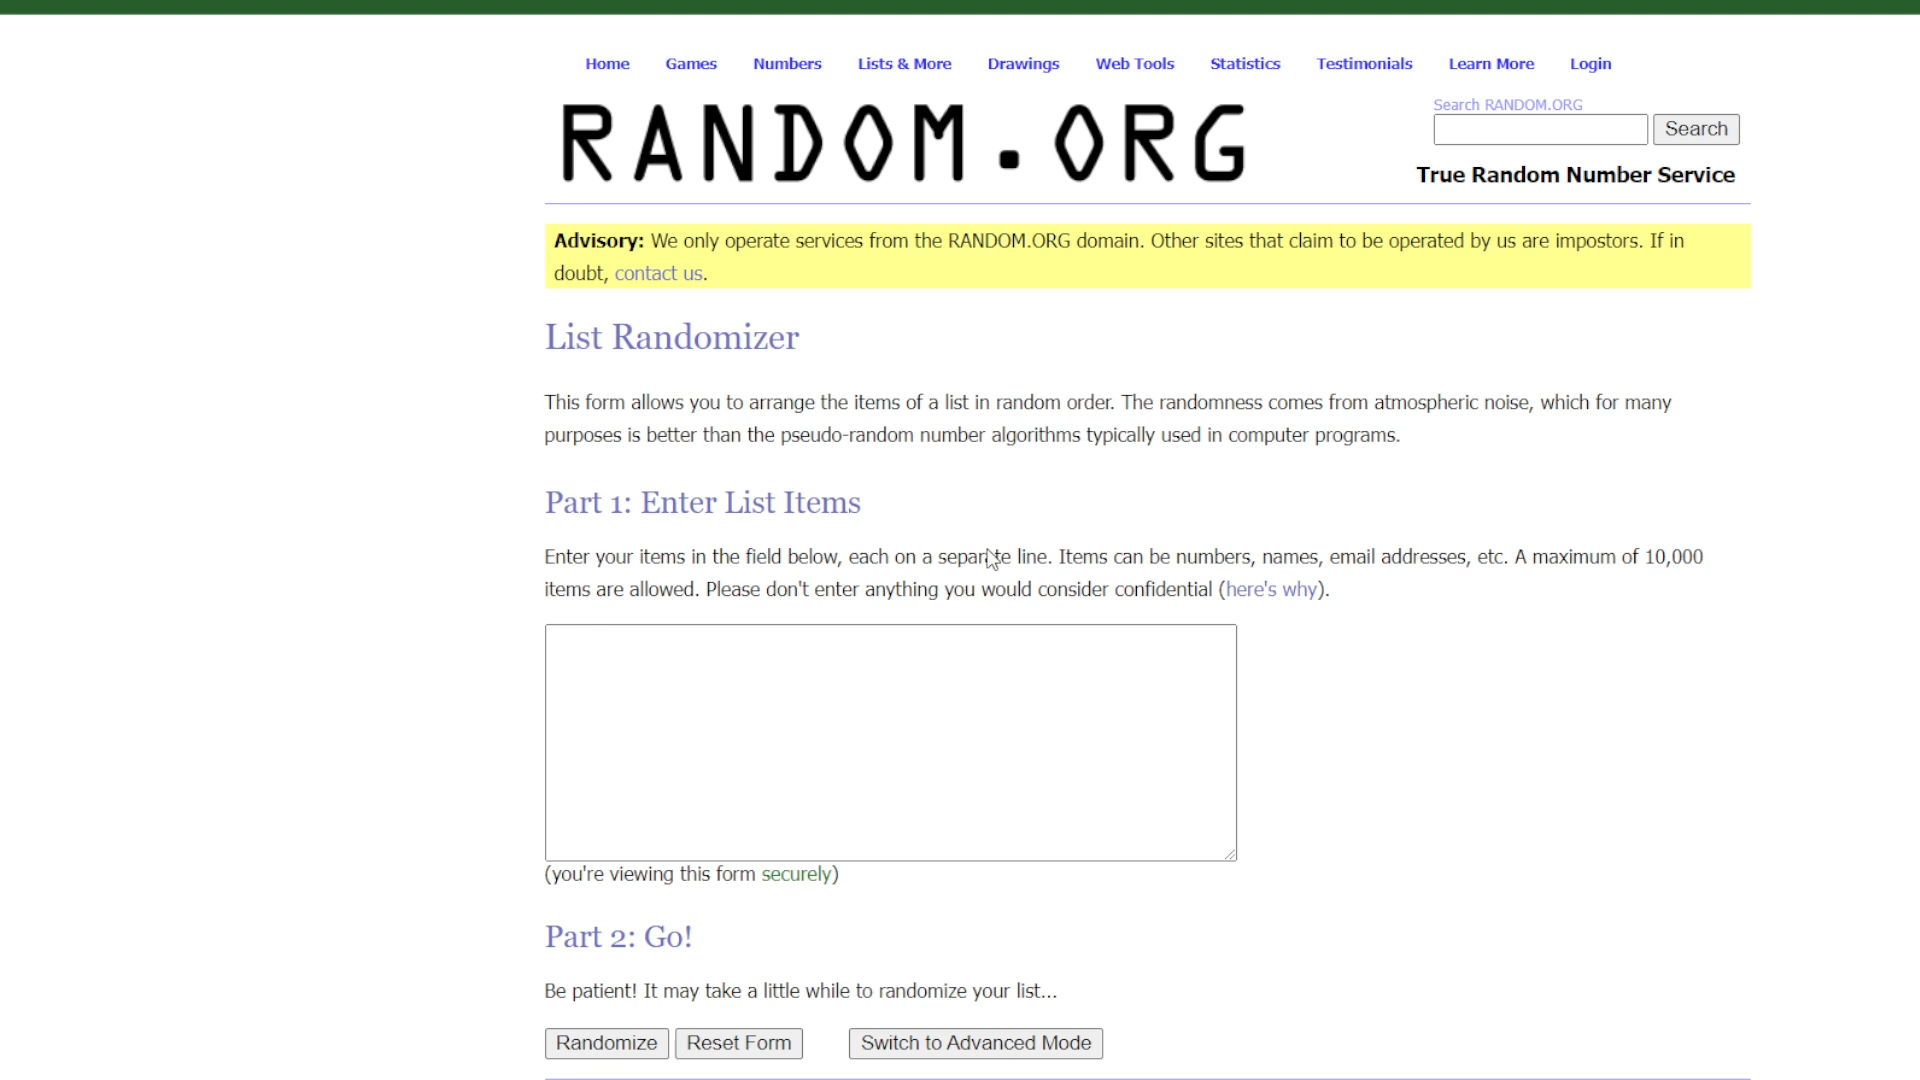 Home Games Numbers Lists & More Drawings Web Tools Statistics Testimonials Learn More Login
RANDOM.ORG
Search RANDOM.ORG
Search
True Random Number Service
Advisory: We only operate services from the RANDOM.ORG domain. Other sites that claim to be operated by us are impostors. If in
doubt, contact us.
List Randomizer
This form allows you to arrange the items of a list in random order. The randomness comes from atmospheric noise, which for many
purposes is better than the pseudo-random number algorithms typically used in computer programs.
Part 1: Enter List Items
Enter your items in the field below, each on a separate line. Items can be numbers, names, email addresses, etc. A maximum of 10,000
items are allowed. Please don't enter anything you would consider confidential (here's why).
(you're viewing this form securely)
Part 2: Go!
Be patient! It may take a little while to randomize your list...
Randomize Reset Form Switch to Advanced Mode